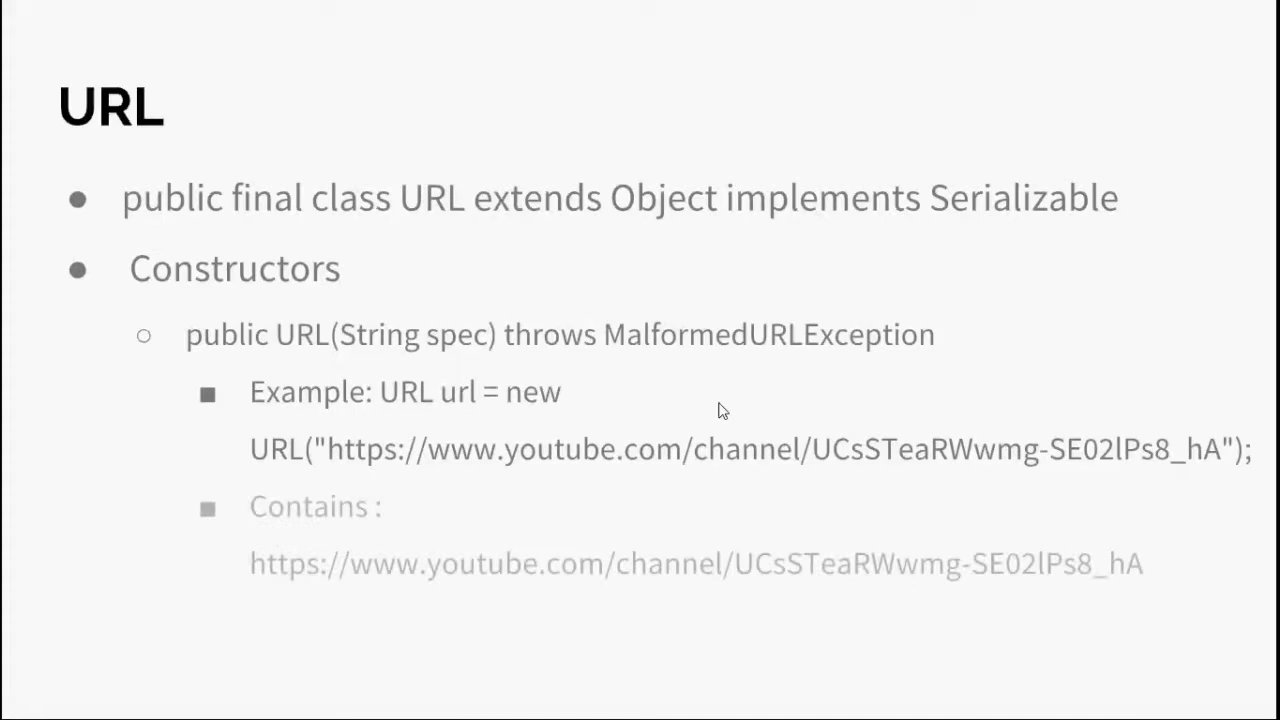 URL
● public final class URL extends Object implements Serializable
● Constructors
○ public URL(String spec) throws MalformedURLException
■ Example: URL url = new
URL("https://www.youtube.com/channel/UCsSTeaRWwmg-SE02lPs8_hA");
■ Contains :
https://www.youtube.com/channel/UCsSTeaRWwmg-SE02lPs8_hA